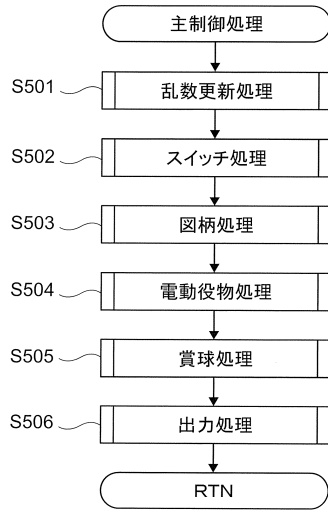 主制御処理
S501
乱数更新処理
S502
スイッチ処理
S503
図柄処理
S504
電動役物処理
S505
賞球処理
S506
出力処理
RTN